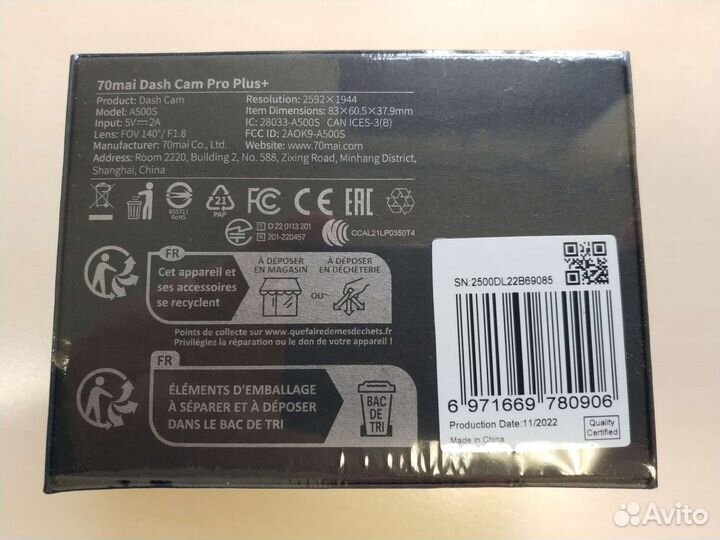 70mai Dash Cam Pro Plus+
Product: Dash Cam
Model: A500S
Input: 5V⎓2A
Lens: FOV 140°/ F1.8
Manufacturer: 70mai Co., Ltd.
Resolution: 2592×1944
Item Dimensions: 83×60.5×37.9mm
IC: 28033-A500S CAN ICES-3(B)
FCC ID: 2AOK9-A500S
Website: www.70mai.com
Address: Room 2220, Building 2, No. 588, Zixing Road, Minhang District,
Shanghai, China
R55711
RoHS
21
PAP
FC CE EAC
R
T
D 22 0113 201
201-220457
CCAL21LP0350T4
FR
Cet appareil et
ses accessoires
se recyclent
À DÉPOSER
EN MAGASIN
OU
À DÉPOSER
EN DÉCHÈTERIE
Points de collecte sur www.quefairedemesdechets.fr
Privilégiez la réparation ou le don de votre appareil !
FR
ÉLÉMENTS D'EMBALLAGE
À SÉPARER ET À DÉPOSER
DANS LE BAC DE TRI
BAC
DE
TRI
SN:2500DL22B69085
6 971669 780906
Production Date:11/2022
Made in China
Quality
Certified
Avito